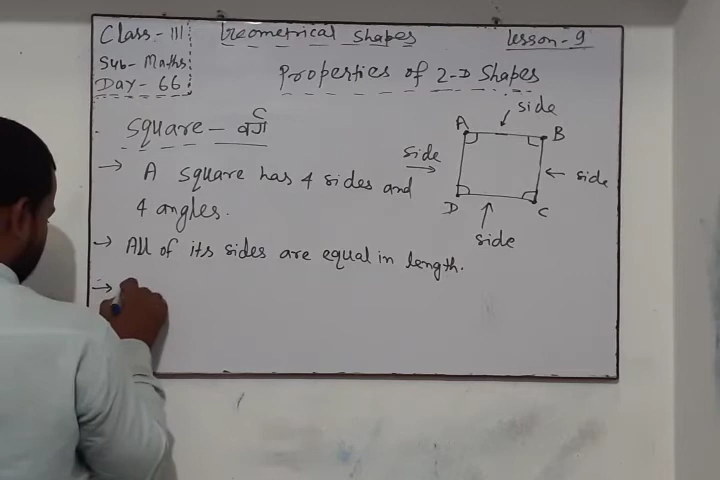 Class - III
Geometrical shapes
Lesson - 9
Sub - Maths
Day - 66
Properties of 2-D Shapes
Square - वर्ग
→ A square has 4 sides and
4 angles.
→ All of its sides are equal in length.
→
side
A
B
side
side
D
C
side